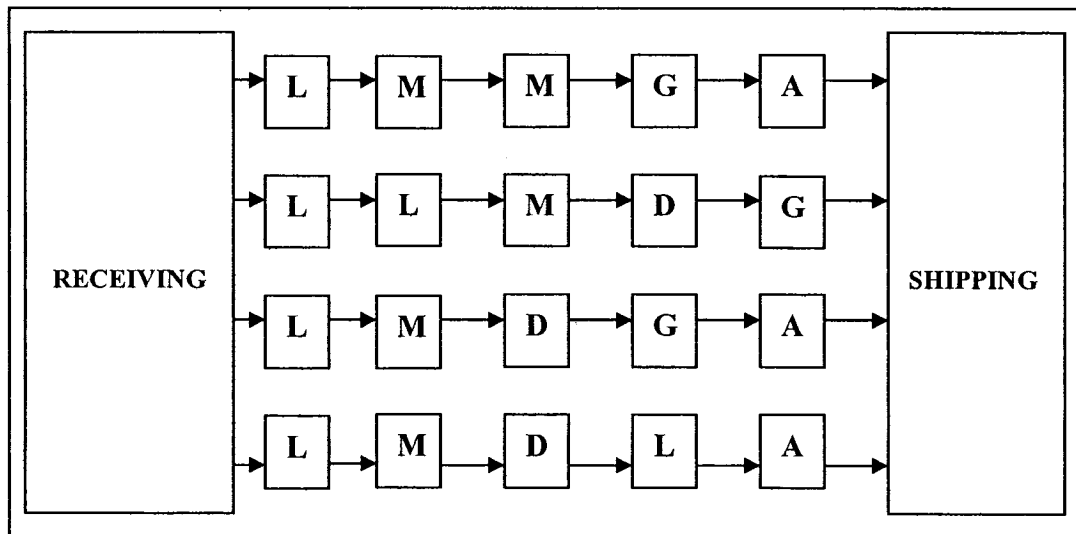 L M M G A
L L M D G
RECEIVING
SHIPPING
L M D G A
L M D L A